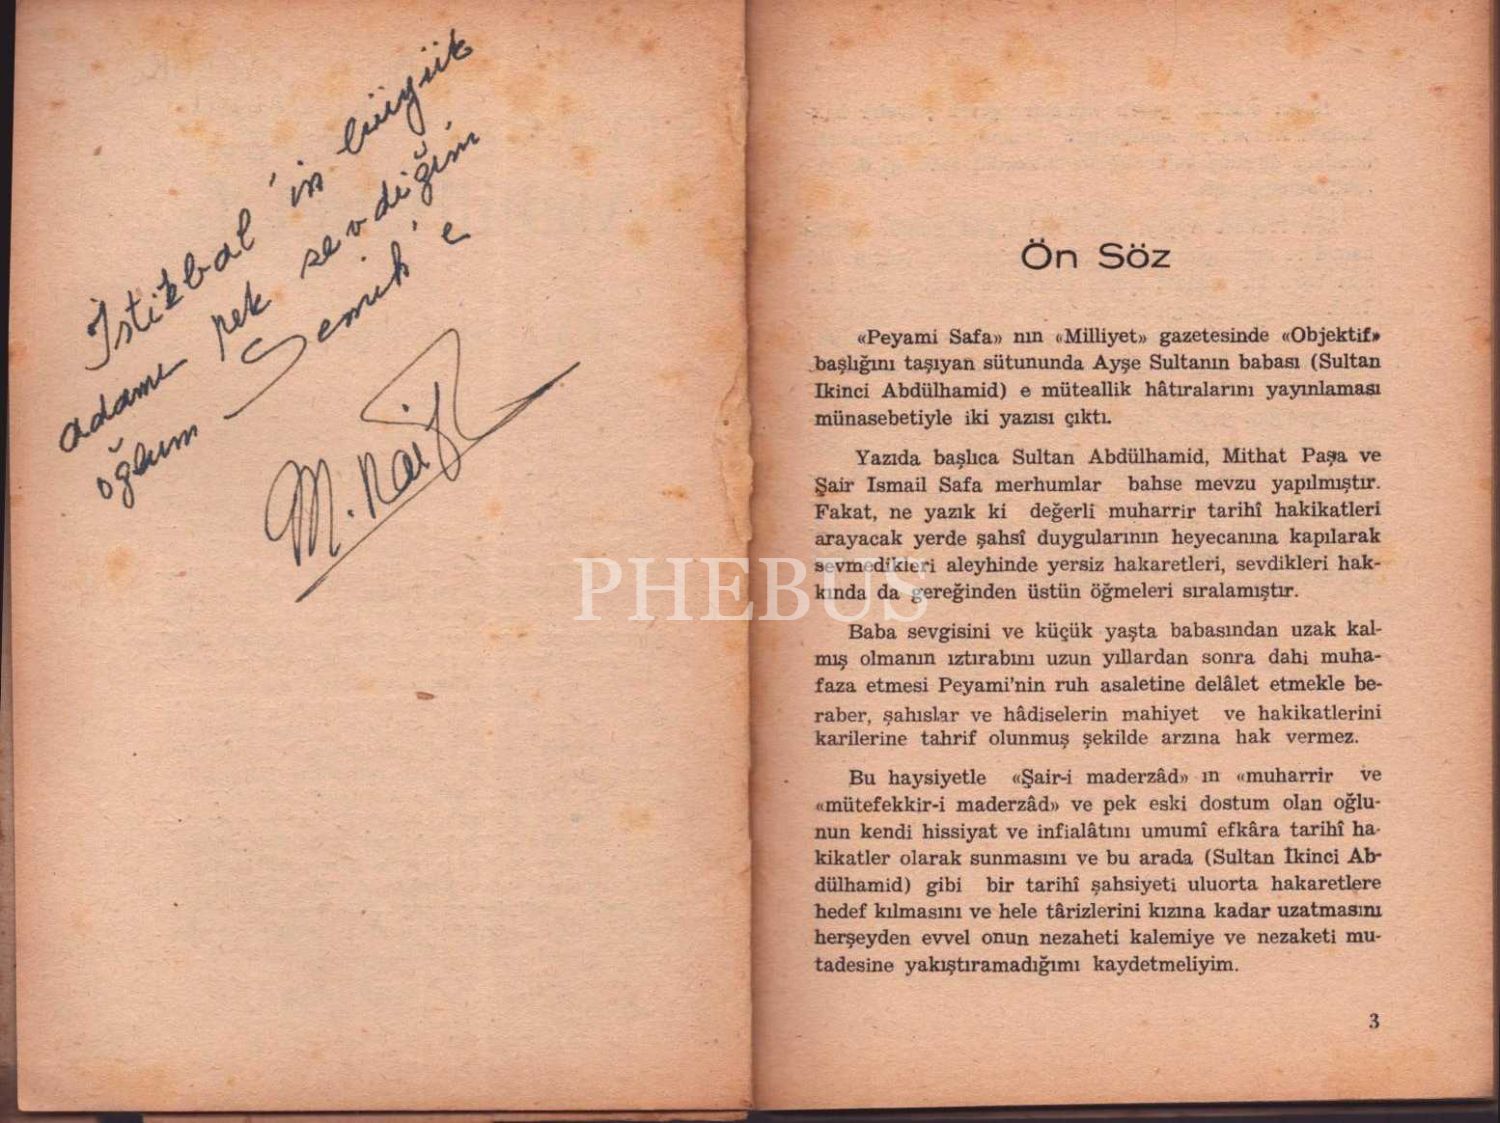 İstikbal'in büyük
adamı pek sevdiğim
oğlum Semih'e
M. Raif
PHEBUS
Ön Söz
«Peyami Safa» nın «Milliyet» gazetesinde «Objektif»
başlığını taşıyan sütununda Ayşe Sultanın babası (Sultan
Ikinci Abdülhamid) e müteallik hâtıralarını yayınlaması
münasebetiyle iki yazısı çıktı.
Yazıda başlıca Sultan Abdülhamid, Mithat Paşa ve
Şair Ismail Safa merhumlar bahse mevzu yapılmıştır.
Fakat, ne yazık ki değerli muharrir tarihî hakikatleri
arayacak yerde şahsî duygularının heyecanına kapılarak
sevmedikleri aleyhinde yersiz hakaretleri, sevdikleri hak-
kında da gereğinden üstün öğmeleri sıralamıştır.
Baba sevgisini ve küçük yaşta babasından uzak kal-
mış olmanın ıztırabını uzun yıllardan sonra dahi muha-
faza etmesi Peyami'nin ruh asaletine delâlet etmekle be-
raber, şahıslar ve hâdiselerin mahiyet ve hakikatlerini
karilerine tahrif olunmuş şekilde arzına hak vermez.
Bu haysiyetle «Şair-i maderzâd» ın «muharrir ve
«mütefekkir-i maderzâd» ve pek eski dostum olan oğlu-
nun kendi hissiyat ve infialâtını umumî efkâra tarihî ha-
kikatler olarak sunmasını ve bu arada (Sultan İkinci Ab-
dülhamid) gibi bir tarihî şahsiyeti uluorta hakaretlere
hedef kılmasını ve hele târizlerini kızına kadar uzatmasını
herşeyden evvel onun nezaheti kalemiye ve nezaketi mu-
tadesine yakıştıramadığımı kaydetmeliyim.
3